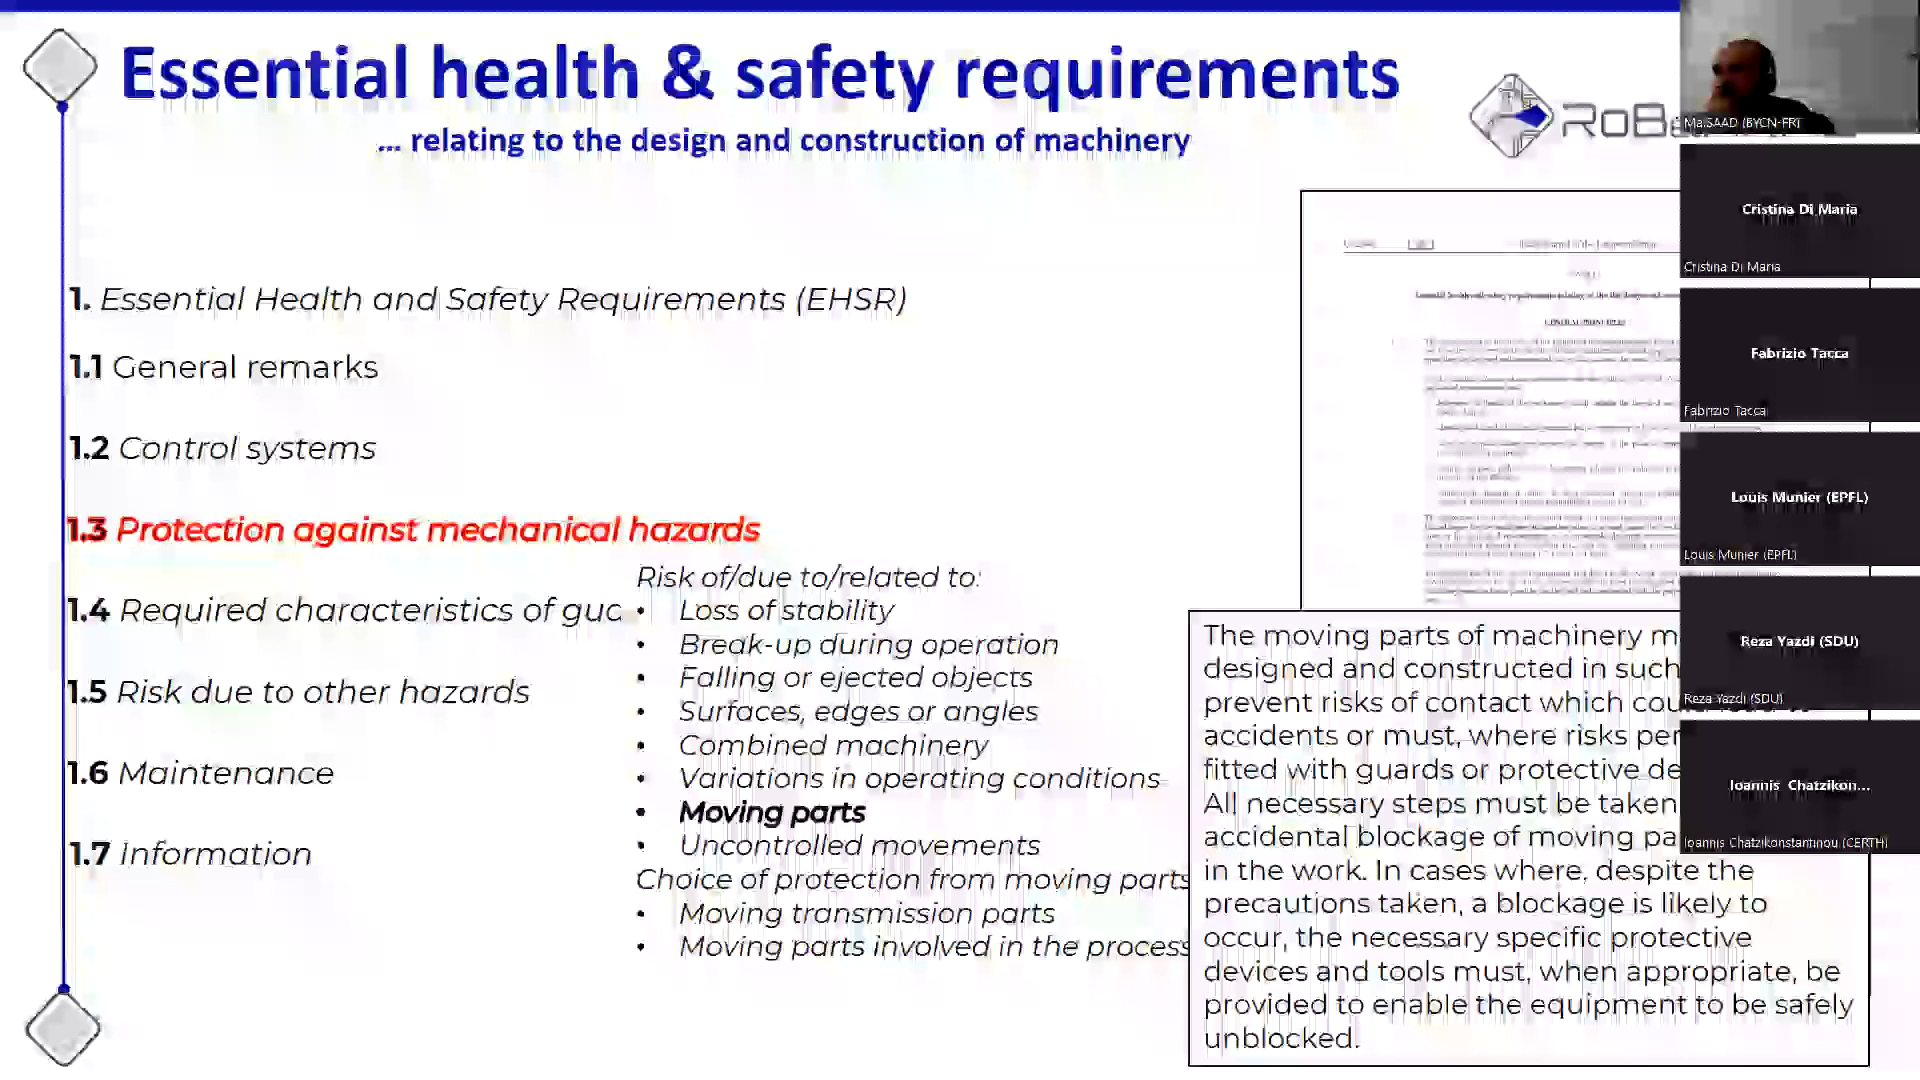 Essential health & safety requirements
... relating to the design and construction of machinery
RoBe
1. Essential Health and Safety Requirements (EHSR)
1.1 General remarks
1.2 Control systems
1.3 Protection against mechanical hazards
1.4 Required characteristics of guc
1.5 Risk due to other hazards
1.6 Maintenance
1.7 Information
Risk of/due to/related to:
• Loss of stability
• Break-up during operation
• Falling or ejected objects
• Surfaces, edges or angles
• Combined machinery
• Variations in operating conditions
• Moving parts
• Uncontrolled movements
Choice of protection from moving parts
• Moving transmission parts
• Moving parts involved in the process
The moving parts of machinery m
designed and constructed in such
prevent risks of contact which cou
accidents or must, where risks per
fitted with guards or protective de
All necessary steps must be taken
accidental blockage of moving pa
in the work. In cases where, despite the
precautions taken, a blockage is likely to
occur, the necessary specific protective
devices and tools must, when appropriate, be
provided to enable the equipment to be safely
unblocked.
Ma.SAAD (BYCN-FR)
Cristina Di Maria
Cristina Di Maria
Fabrizio Tacca
Fabrizio Tacca
Louis Munier (EPFL)
Louis Munier (EPFL)
Reza Yazdi (SDU)
Reza Yazdi (SDU)
Ioannis Chatzikon...
Ioannis Chatzikonstantinou (CERTH)